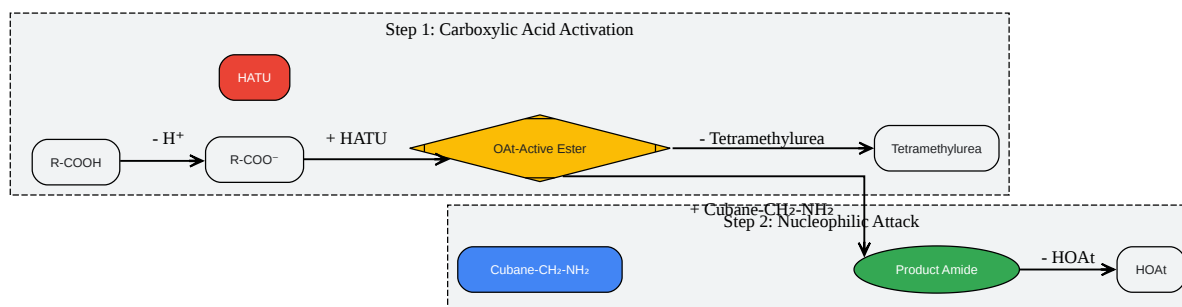 Step 1: Carboxylic Acid Activation
HATU
R-COOH
- H⁺
R-COO⁻
+ HATU
OAt-Active Ester
- Tetramethylurea
Tetramethylurea
+ Cubane-CH₂-NH₂
Step 2: Nucleophilic Attack
Cubane-CH₂-NH₂
Product Amide
- HOAt
HOAt